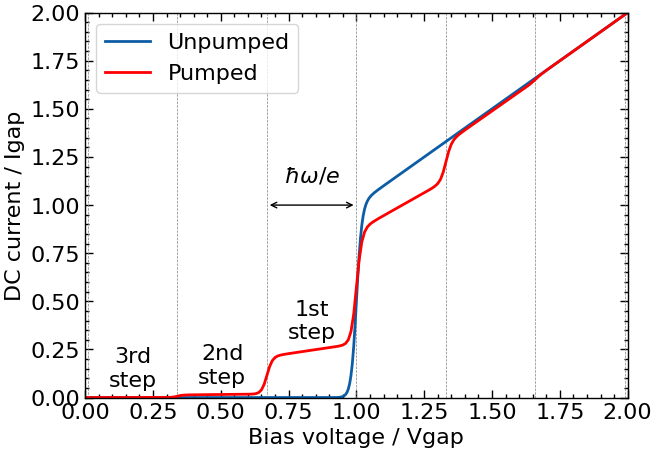 2.00
1.75
1.50
1.25
1.00
0.75
0.50
0.25
0.00
DC current / Igap
Unpumped
Pumped
ℏω/e
1st
step
2nd
step
3rd
step
0.00 0.25 0.50 0.75 1.00 1.25 1.50 1.75 2.00
Bias voltage / Vgap